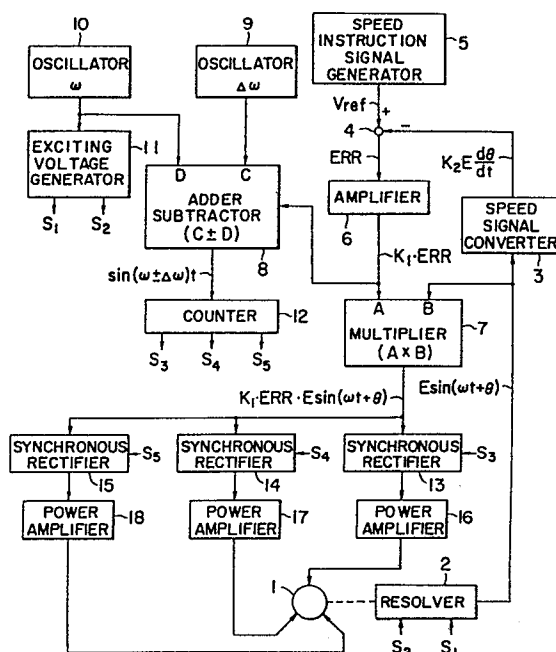 10
OSCILLATOR
ω
9
OSCILLATOR
Δω
SPEED
INSTRUCTION
SIGNAL
GENERATOR
5
Vref
+
4
−
ERR
K₂E dθ/dt
EXCITING
VOLTAGE
GENERATOR
11
S₁ S₂
D C
ADDER
SUBTRACTOR
(C±D)
8
AMPLIFIER
6
SPEED
SIGNAL
CONVERTER
3
K₁·ERR
sin(ω±Δω)t
COUNTER
12
S₃ S₄ S₅
A B
MULTIPLIER
(A×B)
7
K₁·ERR·Esin(ωt+θ)
Esin(ωt+θ)
SYNCHRONOUS
RECTIFIER
S₅
15
SYNCHRONOUS
RECTIFIER
S₄
14
SYNCHRONOUS
RECTIFIER
S₃
13
POWER
AMPLIFIER
18
POWER
AMPLIFIER
17
POWER
AMPLIFIER
16
1
2
RESOLVER
S₂ S₁